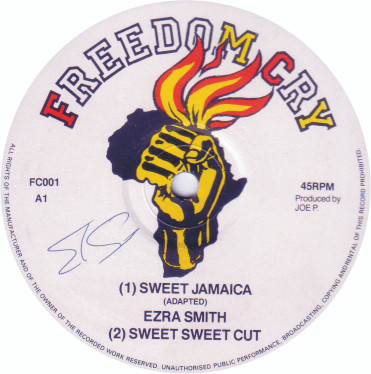 FREEDOM CRY
FC001
A1
45RPM
Produced by
JOE P.
(1) SWEET JAMAICA
(ADAPTED)
EZRA SMITH
(2) SWEET SWEET CUT
ALL RIGHTS OF THE MANUFACTURER AND OF THE OWNER OF THE RECORDED WORK RESERVED. UNAUTHORISED PUBLIC PERFORMANCE, BROADCASTING, COPYING AND RENTAL OF THIS RECORD PROHIBITED.